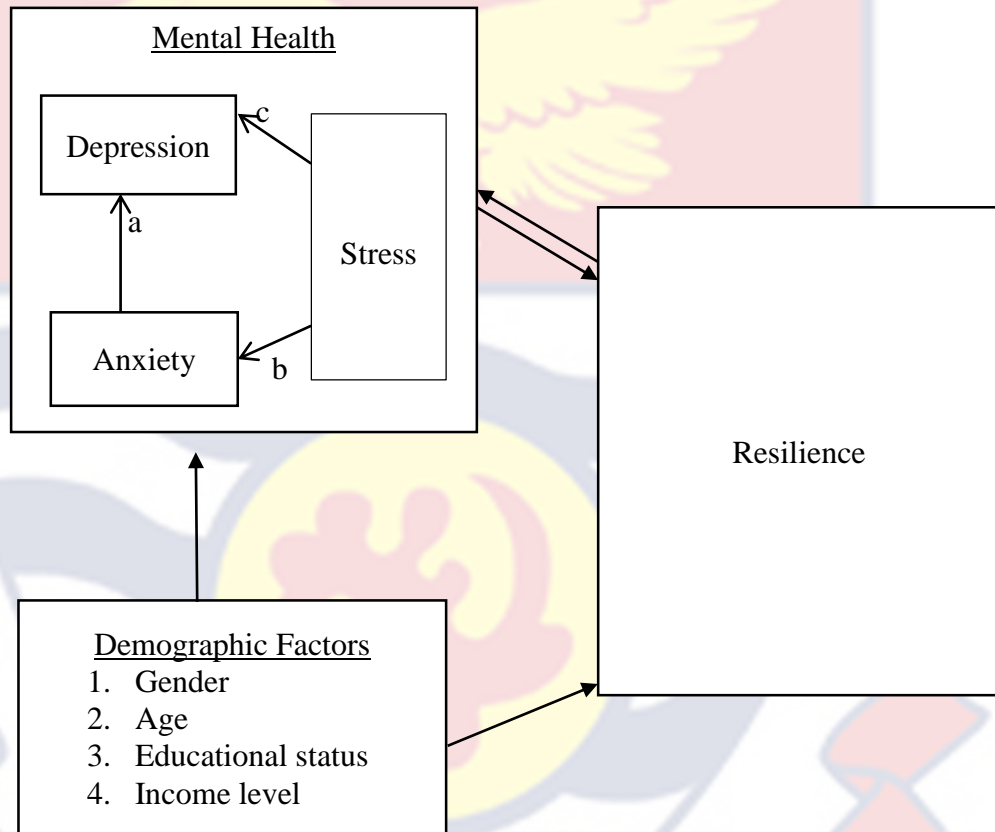 Mental Health
c
Depression
a
Stress
Anxiety
b
Resilience
Demographic Factors
1. Gender
2. Age
3. Educational status
4. Income level